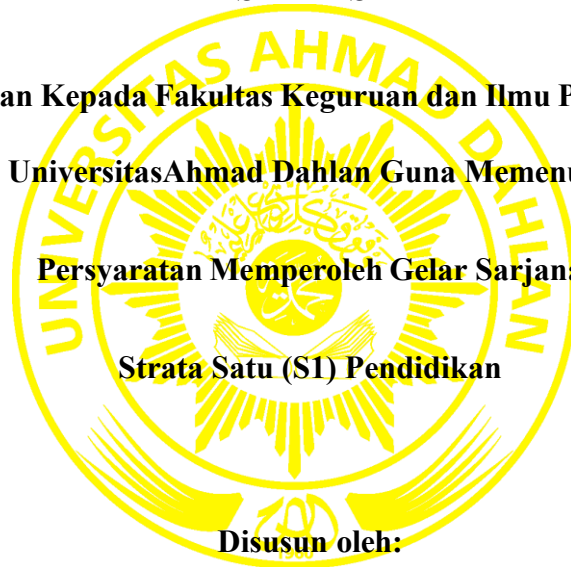 an Kepada Fakultas Keguruan dan Ilmu P
UniversitasAhmad Dahlan Guna Memenu
Persyaratan Memperoleh Gelar Sarjana
Strata Satu (S1) Pendidikan
Disusun oleh:
UNIVERSITAS AHMAD DAHLAN